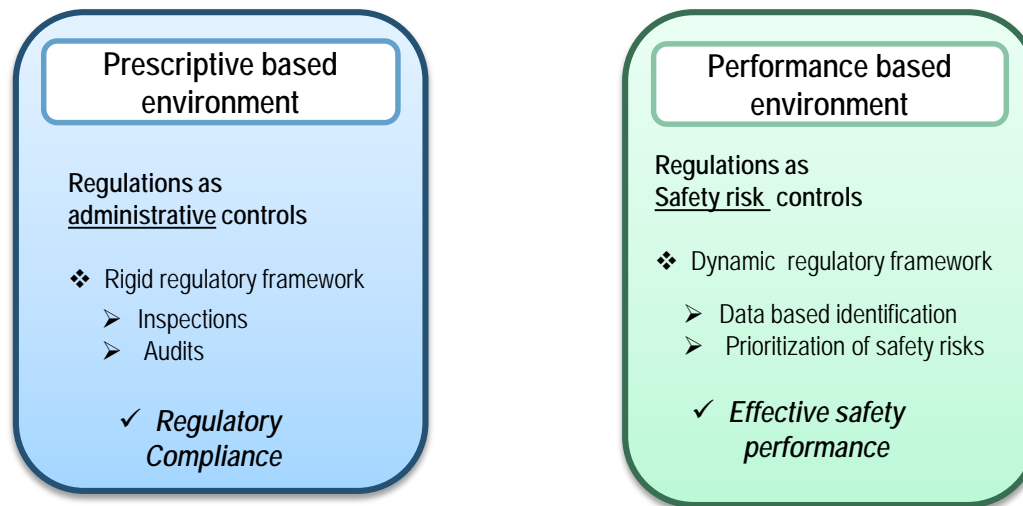 Prescriptive based
environment
Regulations as
administrative controls
❖ Rigid regulatory framework
➢ Inspections
➢ Audits
✓ Regulatory
Compliance
Performance based
environment
Regulations as
Safety risk controls
❖ Dynamic regulatory framework
➢ Data based identification
➢ Prioritization of safety risks
✓ Effective safety
performance